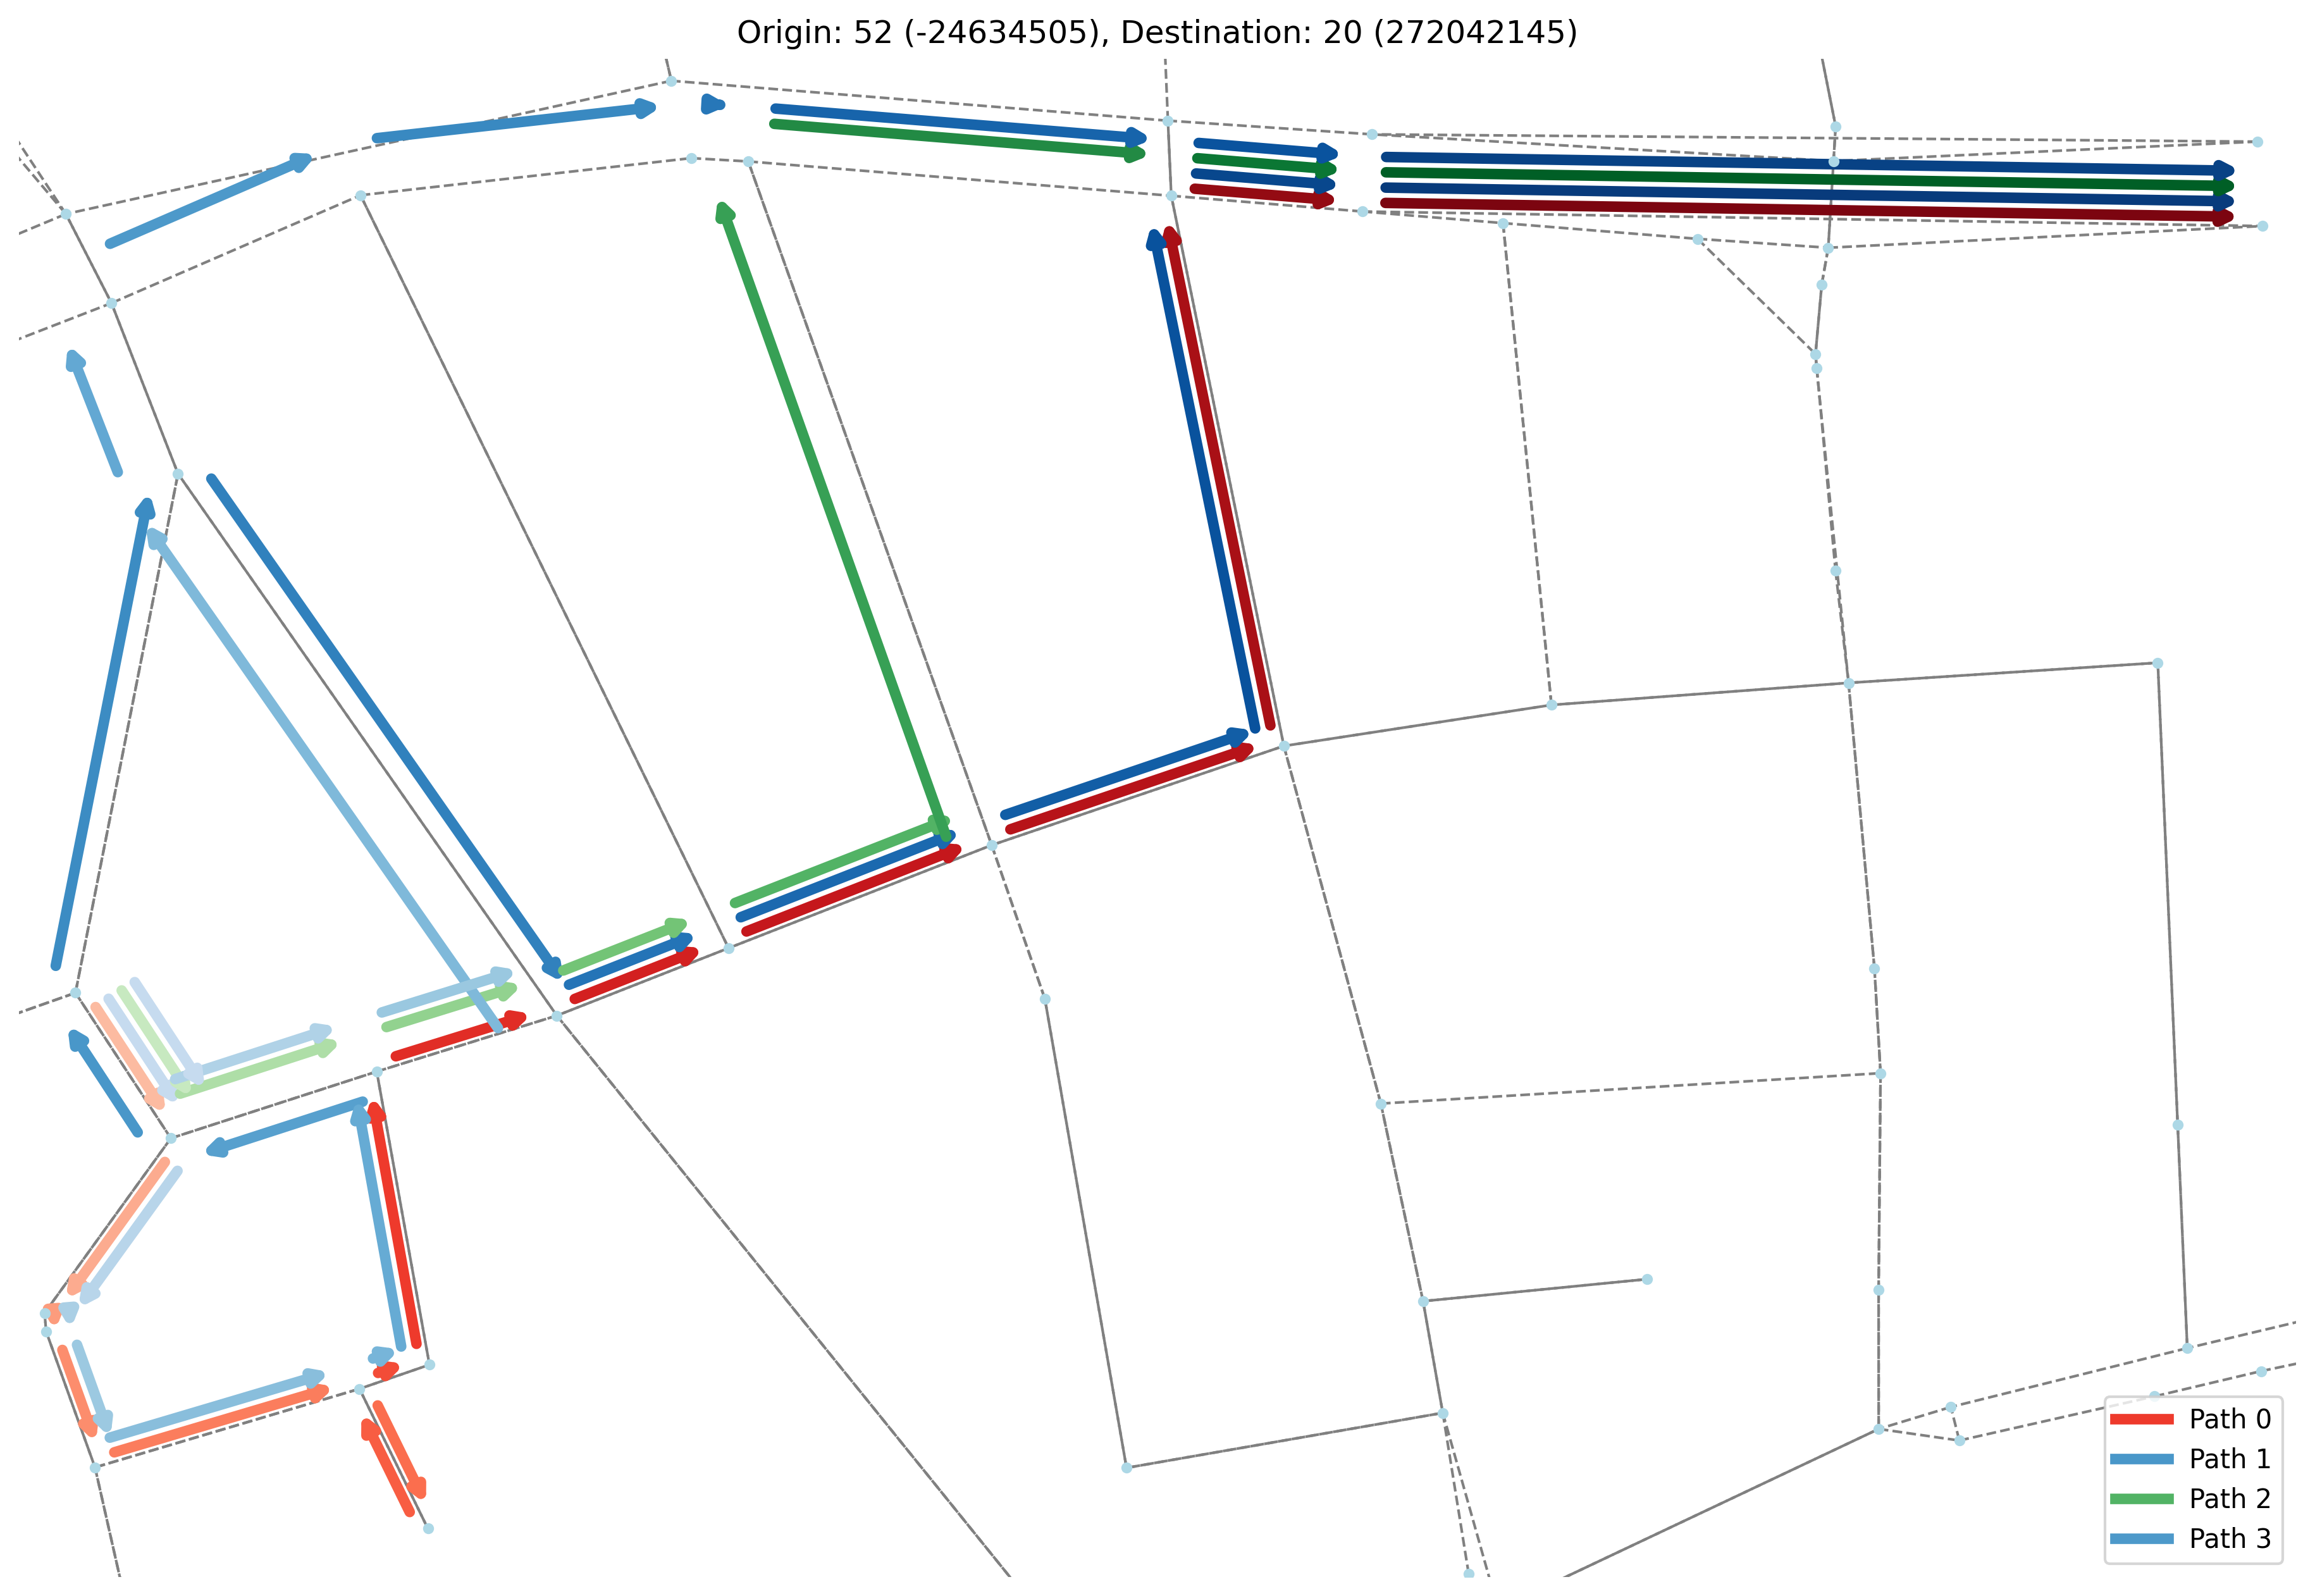 Origin: 52 (-24634505), Destination: 20 (272042145)
Path 0
Path 1
Path 2
Path 3